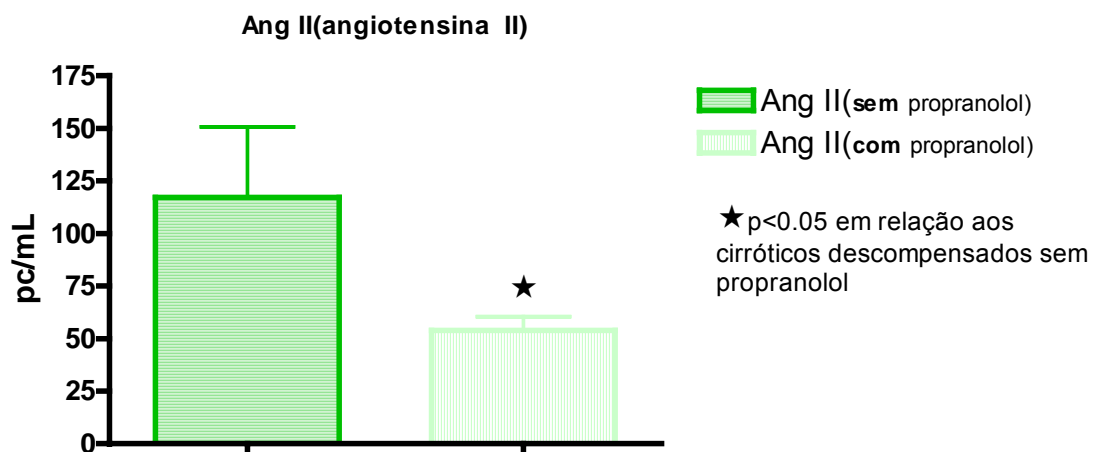 Ang II(angiotensina II)
175
150
125
100
75
50
25
0
pc/mL
Ang II(sem propranolol)
Ang II(com propranolol)
★
★p<0.05 em relação aos
cirróticos descompensados sem
propranolol